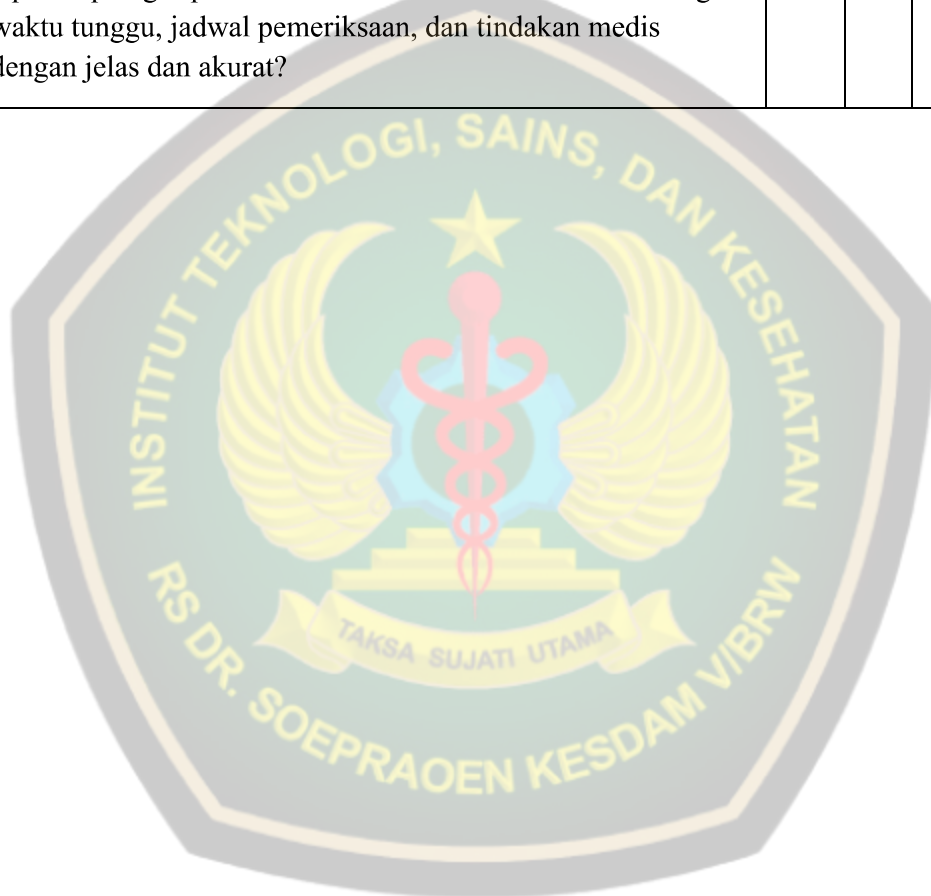 waktu tunggu, jadwal pemeriksaan, dan tindakan medis
dengan jelas dan akurat?
INSTITUT TEKNOLOGI, SAINS, DAN KESEHATAN
TAKSA SUJATI UTAMA
RS DR. SOEPRAOEN KESDAM V/BRW